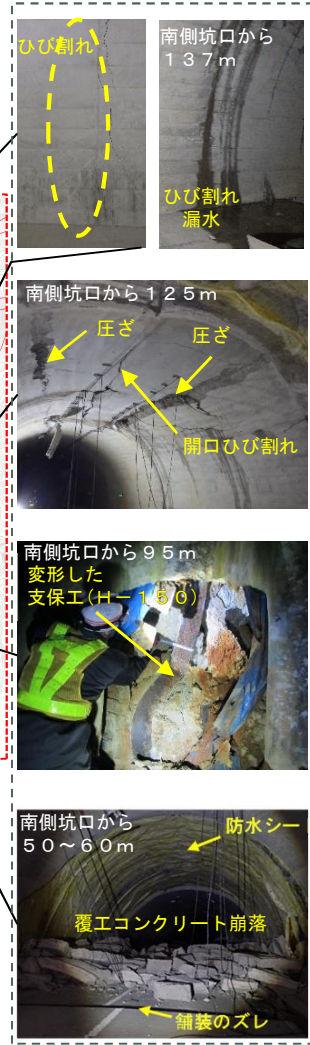 ひび割れ
南側坑口から
１３７ｍ
ひび割れ
漏水
南側坑口から１２５ｍ
圧ざ
圧ざ
開口ひび割れ
南側坑口から９５ｍ
変形した
支保工(Ｈ－１５０)
南側坑口から
５０～６０ｍ
防水シート
覆工コンクリート崩落
舗装のズレ